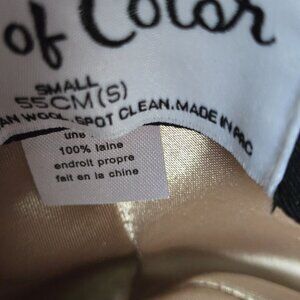 of Color
SMALL
55CM(S)
AN WOOL. SPOT CLEAN. MADE IN PRC
une
100% laine
endroit propre
fait en la chine